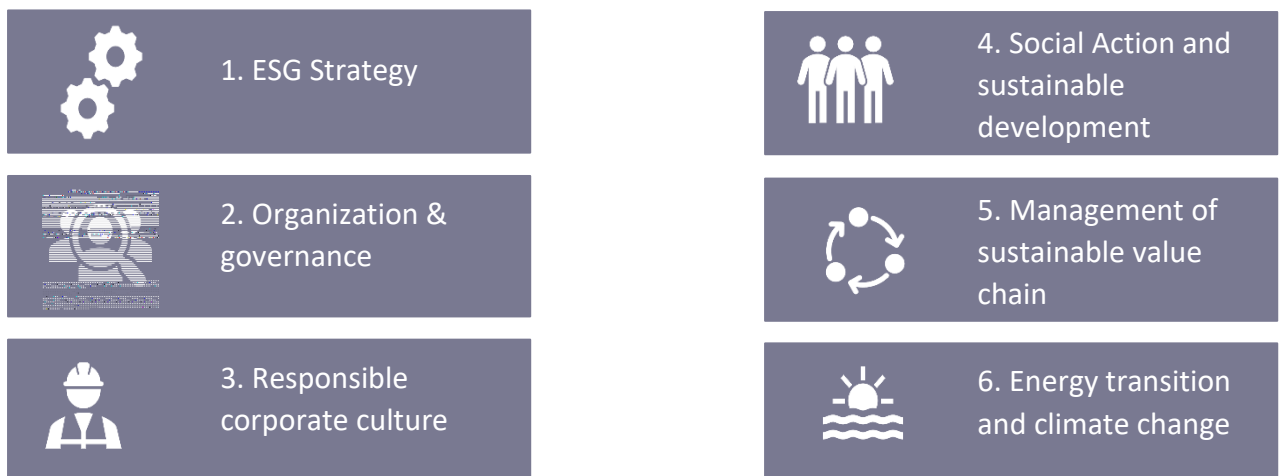 1. ESG Strategy
2. Organization &
governance
3. Responsible
corporate culture
4. Social Action and
sustainable
development
5. Management of
sustainable value
chain
6. Energy transition
and climate change